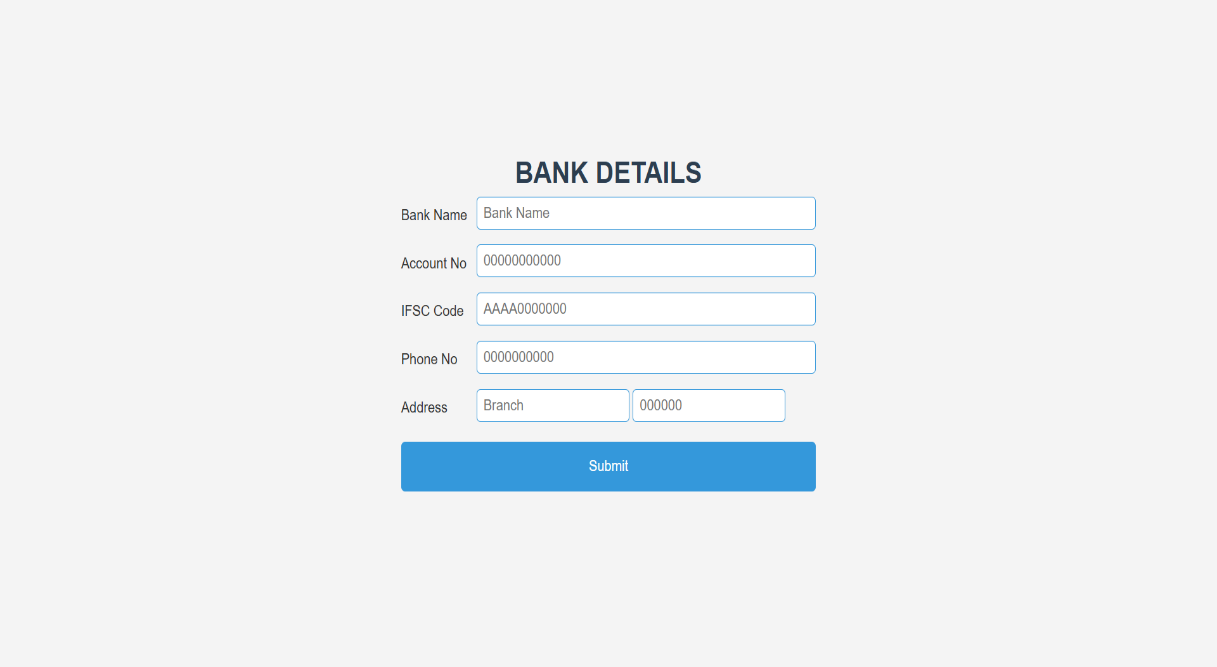 BANK DETAILS
Bank Name Bank Name
Account No 00000000000
IFSC Code AAAA0000000
Phone No 0000000000
Address Branch 000000
Submit